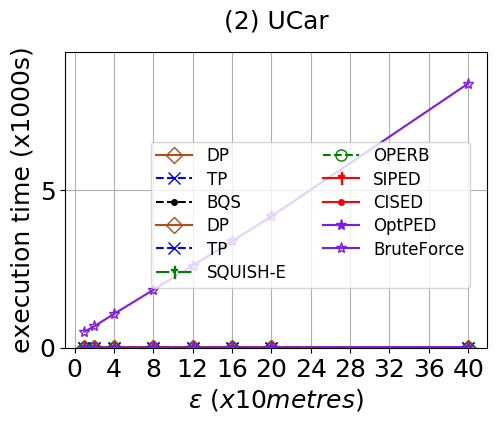 (2) UCar
execution time (x1000s)
5
0
DP
TP
BQS
DP
TP
SQUISH-E
OPERB
SIPED
CISED
OptPED
BruteForce
0 4 8 12 16 20 24 28 32 36 40
ε (x10metres)